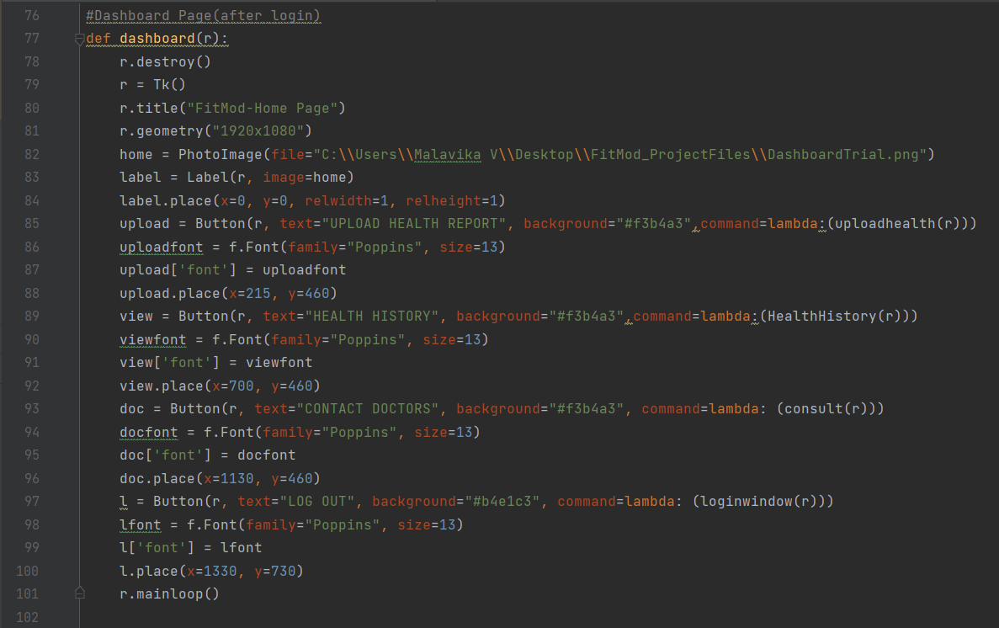 76 #Dashboard Page(after login)
77 def dashboard(r):
78     r.destroy()
79     r = Tk()
80     r.title("FitMod-Home Page")
81     r.geometry("1920x1080")
82     home = PhotoImage(file="C:\\Users\\Malavika V\\Desktop\\FitMod_ProjectFiles\\DashboardTrial.png")
83     label = Label(r, image=home)
84     label.place(x=0, y=0, relwidth=1, relheight=1)
85     upload = Button(r, text="UPLOAD HEALTH REPORT", background="#f3b4a3",command=lambda:(uploadhealth(r)))
86     uploadfont = f.Font(family="Poppins", size=13)
87     upload['font'] = uploadfont
88     upload.place(x=215, y=460)
89     view = Button(r, text="HEALTH HISTORY", background="#f3b4a3",command=lambda:(HealthHistory(r)))
90     viewfont = f.Font(family="Poppins", size=13)
91     view['font'] = viewfont
92     view.place(x=700, y=460)
93     doc = Button(r, text="CONTACT DOCTORS", background="#f3b4a3", command=lambda: (consult(r)))
94     docfont = f.Font(family="Poppins", size=13)
95     doc['font'] = docfont
96     doc.place(x=1130, y=460)
97     l = Button(r, text="LOG OUT", background="#b4e1c3", command=lambda: (loginwindow(r)))
98     lfont = f.Font(family="Poppins", size=13)
99     l['font'] = lfont
100     l.place(x=1330, y=730)
101     r.mainloop()
102